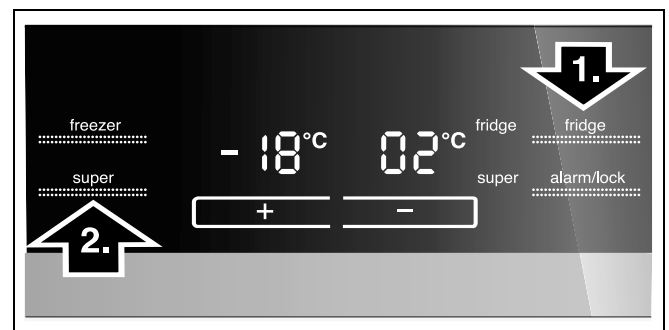 1.
freezer
-18°C
02°C
fridge
fridge
super
super
alarm/lock
+
-
2.